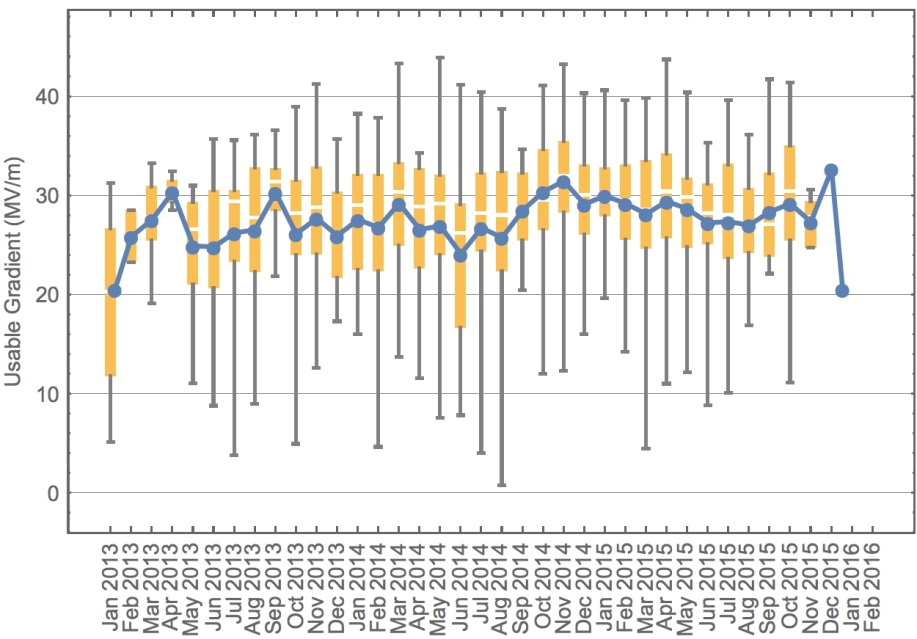 Usable Gradient (MV/m)
40
30
20
10
0
Jan 2013
Feb 2013
Mar 2013
Apr 2013
May 2013
Jun 2013
Jul 2013
Aug 2013
Sep 2013
Oct 2013
Nov 2013
Dec 2013
Jan 2014
Feb 2014
Mar 2014
Apr 2014
May 2014
Jun 2014
Jul 2014
Aug 2014
Sep 2014
Oct 2014
Nov 2014
Dec 2014
Jan 2015
Feb 2015
Mar 2015
Apr 2015
May 2015
Jun 2015
Jul 2015
Aug 2015
Sep 2015
Oct 2015
Nov 2015
Dec 2015
Jan 2016
Feb 2016